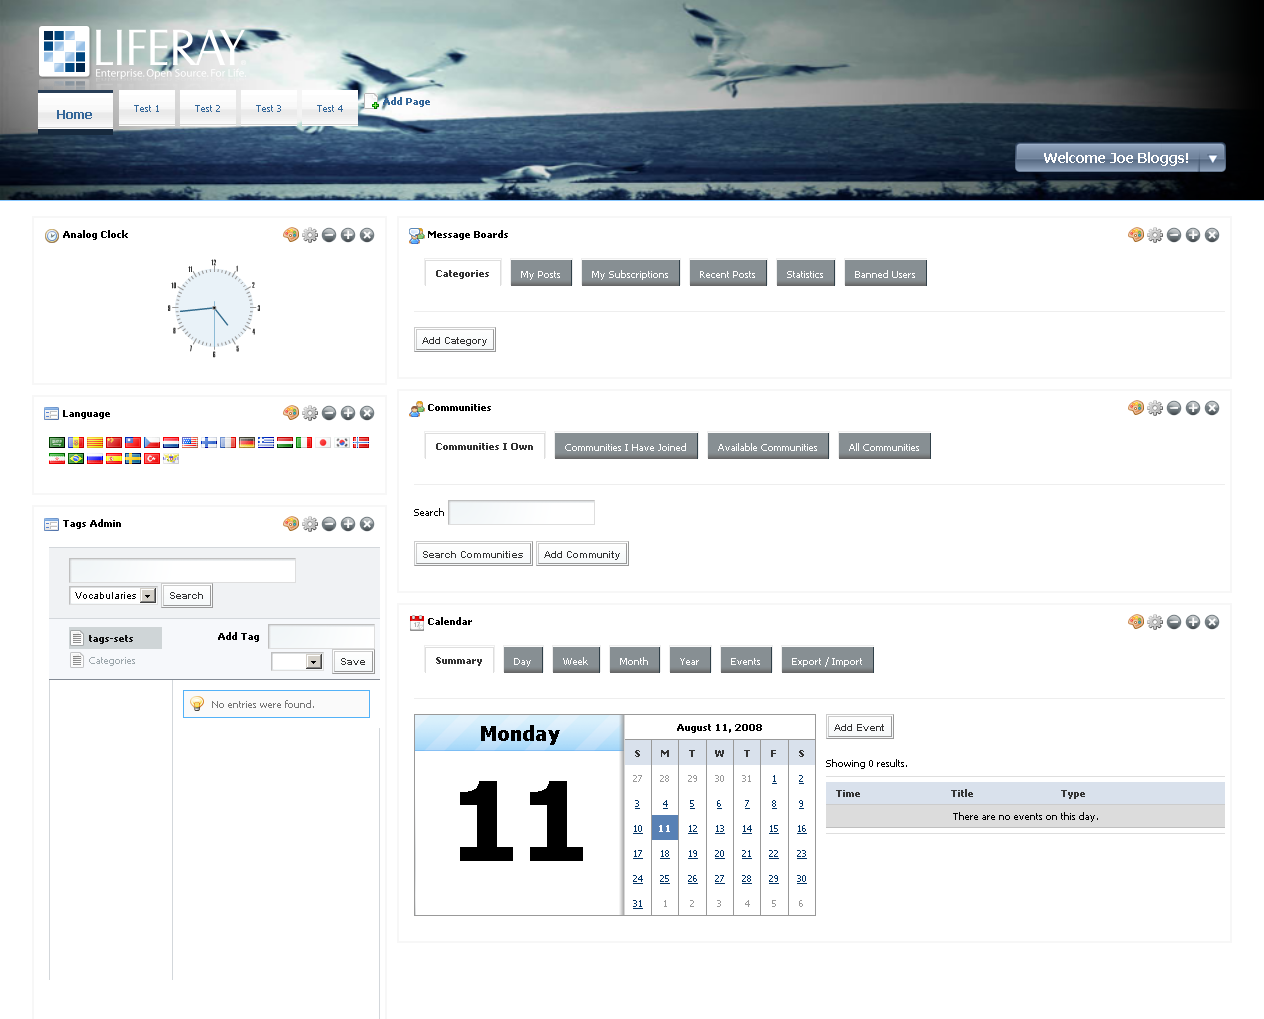 LIFERAY.
Enterprise. Open Source. For Life.
Home
Test 1
Test 2
Test 3
Test 4
Add Page
Welcome Joe Bloggs!
Analog Clock
12
1
2
3
4
5
6
7
8
9
10
11
Language
Tags Admin
Vocabularies
Search
tags-sets
Categories
Add Tag
Save
No entries were found.
Message Boards
Categories
My Posts
My Subscriptions
Recent Posts
Statistics
Banned Users
Add Category
Communities
Communities I Own
Communities I Have Joined
Available Communities
All Communities
Search
Search Communities
Add Community
Calendar
Summary
Day
Week
Month
Year
Events
Export / Import
Monday
11
August 11, 2008
S M T W T F S
27 28 29 30 31 1 2
3 4 5 6 7 8 9
10 11 12 13 14 15 16
17 18 19 20 21 22 23
24 25 26 27 28 29 30
31 1 2 3 4 5 6
Add Event
Showing 0 results.
Time Title Type
There are no events on this day.